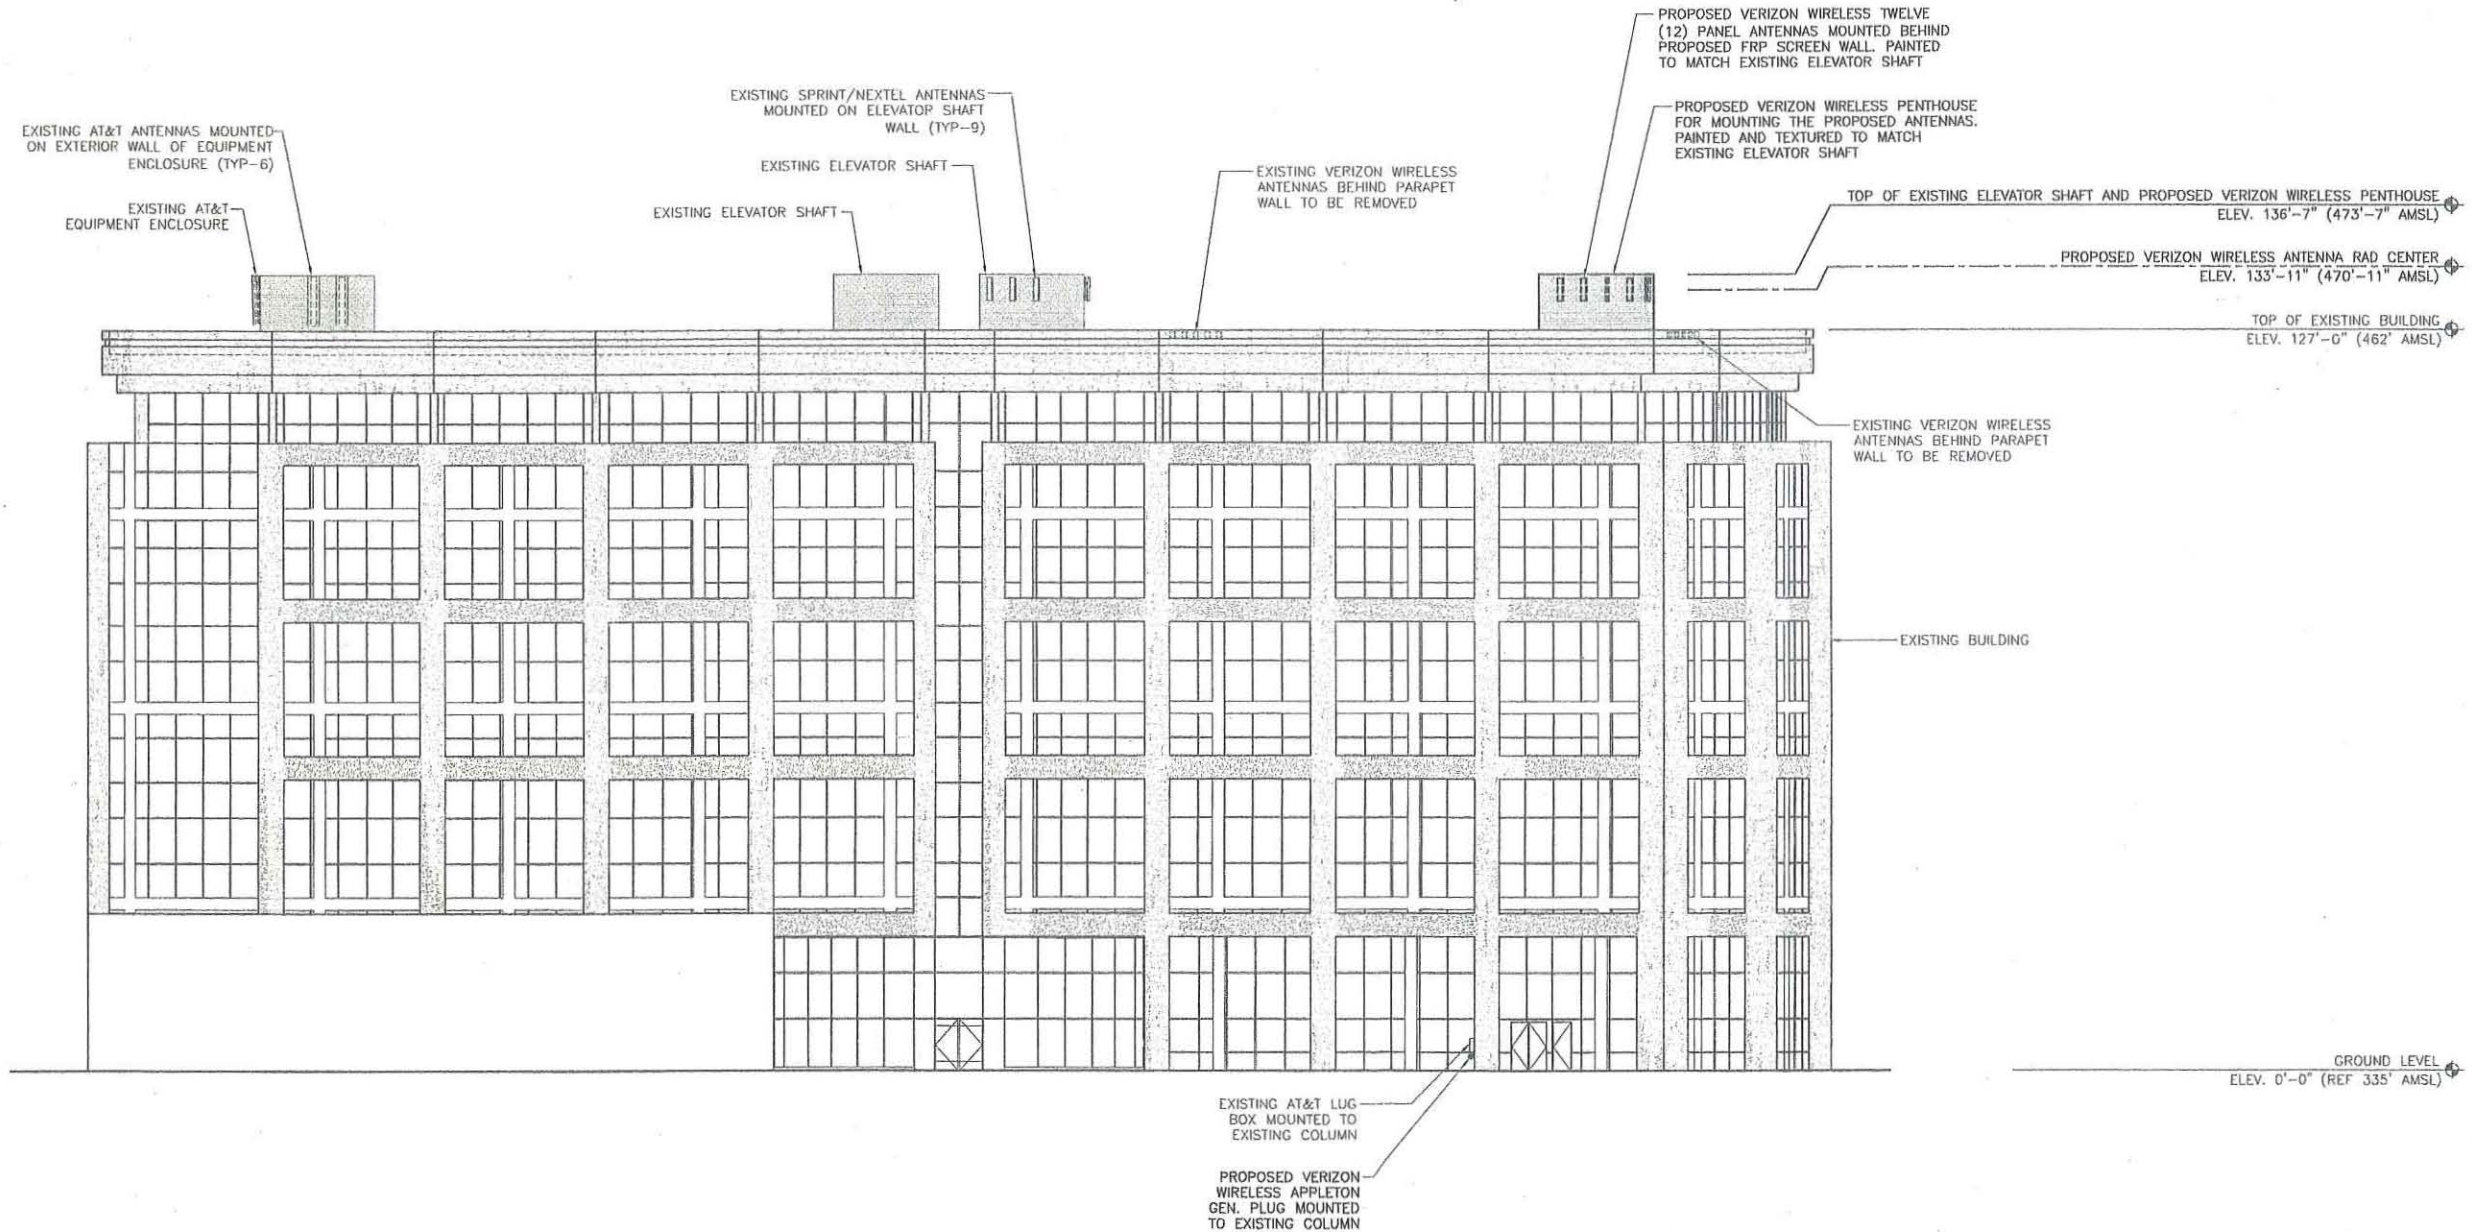 PROPOSED VERIZON WIRELESS TWELVE
(12) PANEL ANTENNAS MOUNTED BEHIND
PROPOSED FRP SCREEN WALL. PAINTED
TO MATCH EXISTING ELEVATOR SHAFT
EXISTING SPRINT/NEXTEL ANTENNAS
MOUNTED ON ELEVATOR SHAFT
WALL (TYP-9)
PROPOSED VERIZON WIRELESS PENTHOUSE
FOR MOUNTING THE PROPOSED ANTENNAS.
PAINTED AND TEXTURED TO MATCH
EXISTING ELEVATOR SHAFT
EXISTING AT&T ANTENNAS MOUNTED
ON EXTERIOR WALL OF EQUIPMENT
ENCLOSURE (TYP-6)
EXISTING ELEVATOR SHAFT
EXISTING VERIZON WIRELESS
ANTENNAS BEHIND PARAPET
WALL TO BE REMOVED
EXISTING AT&T
EQUIPMENT ENCLOSURE
EXISTING ELEVATOR SHAFT
TOP OF EXISTING ELEVATOR SHAFT AND PROPOSED VERIZON WIRELESS PENTHOUSE
ELEV. 136'-7" (473'-7" AMSL)
PROPOSED VERIZON WIRELESS ANTENNA RAD CENTER
ELEV. 133'-11" (470'-11" AMSL)
TOP OF EXISTING BUILDING
ELEV. 127'-0" (462' AMSL)
EXISTING VERIZON WIRELESS
ANTENNAS BEHIND PARAPET
WALL TO BE REMOVED
EXISTING BUILDING
GROUND LEVEL
ELEV. 0'-0" (REF 335' AMSL)
EXISTING AT&T LUG
BOX MOUNTED TO
EXISTING COLUMN
PROPOSED VERIZON
WIRELESS APPLETON
GEN. PLUG MOUNTED
TO EXISTING COLUMN